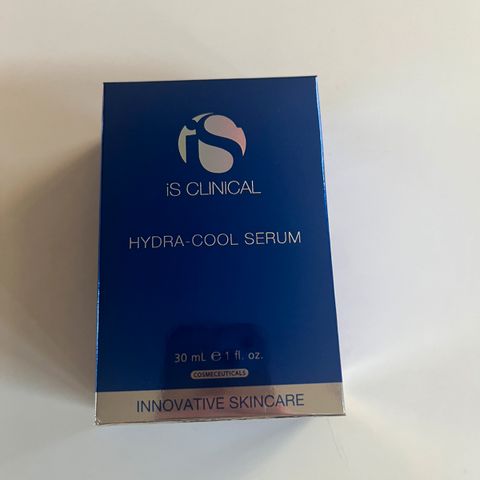 iS
iS CLINICAL
HYDRA-COOL SERUM
30 mL ℮ 1 fl. oz.
COSMECEUTICALS
INNOVATIVE SKINCARE